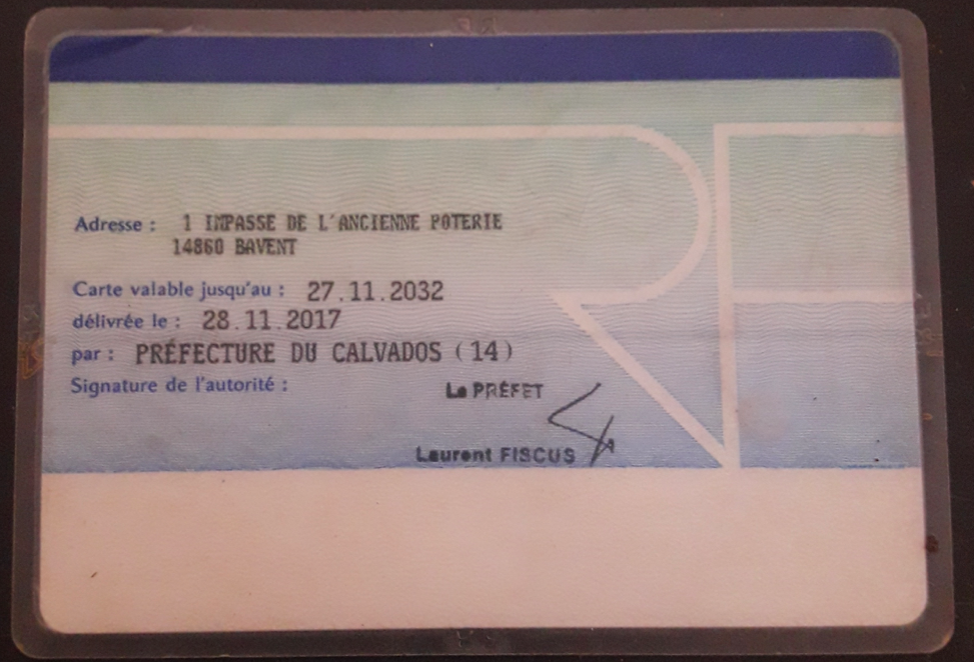 Adresse : 1 IMPASSE DE L'ANCIENNE POTERIE
14860 BAVENT
Carte valable jusqu'au : 27.11.2032
délivrée le : 28.11.2017
par : PRÉFECTURE DU CALVADOS (14)
Signature de l'autorité :
Le PRÉFET
Laurent FISCUS
RF